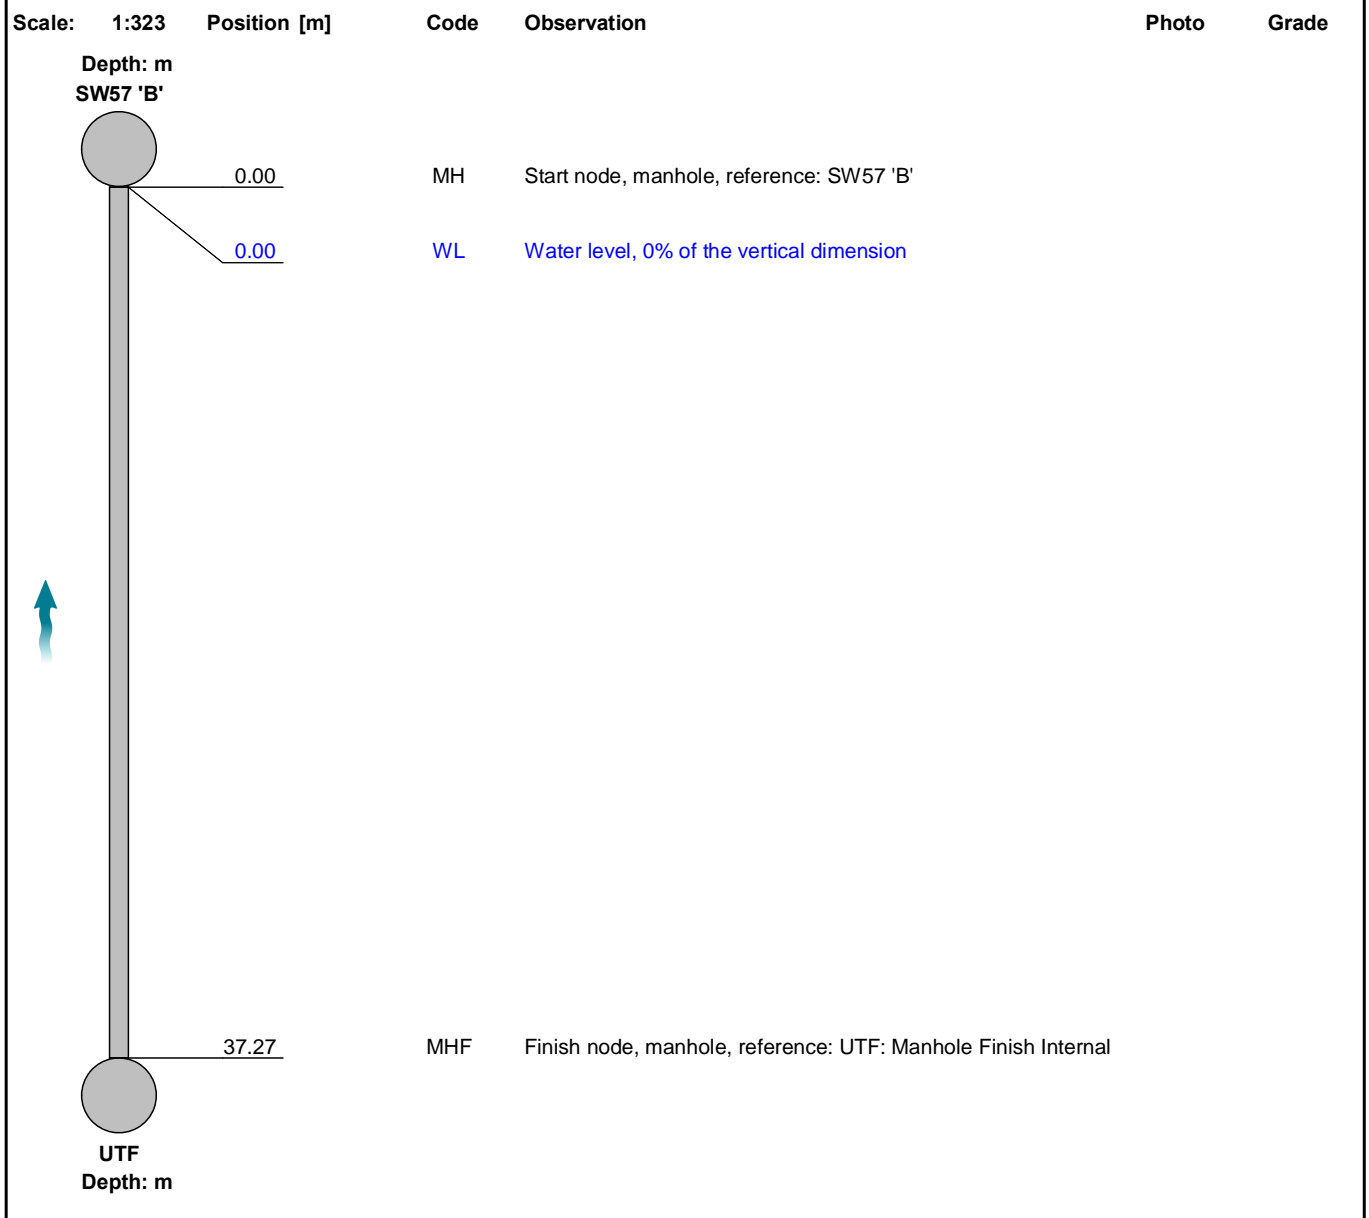 Scale: 1:323 Position [m] Code Observation Photo Grade
Depth: m
SW57 'B'
0.00 MH Start node, manhole, reference: SW57 'B'
0.00 WL Water level, 0% of the vertical dimension
37.27 MHF Finish node, manhole, reference: UTF: Manhole Finish Internal
UTF
Depth: m